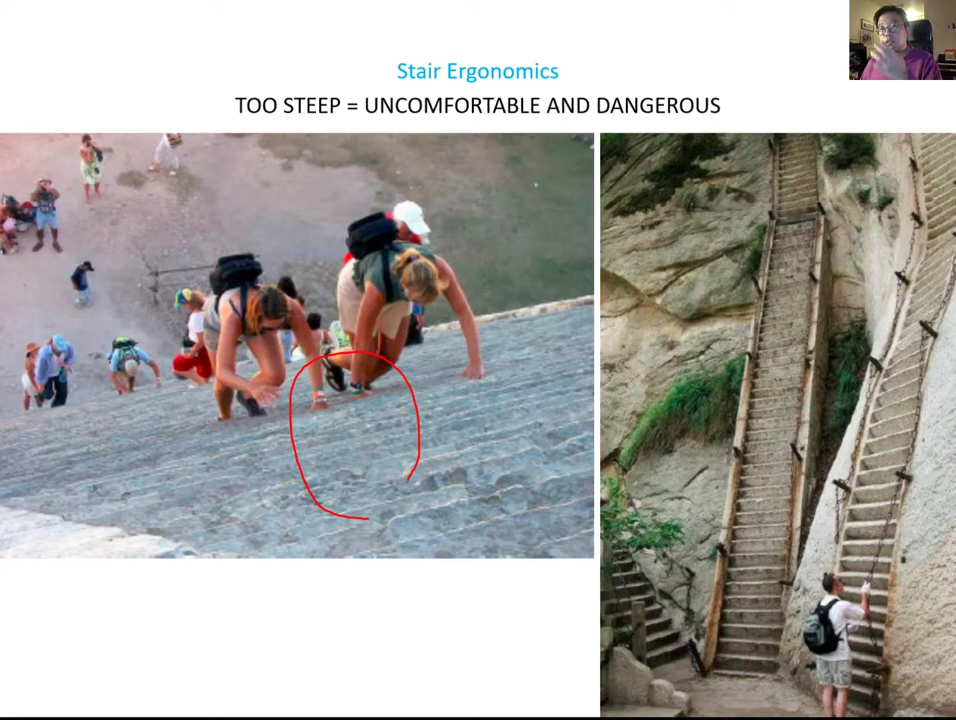 Stair Ergonomics
TOO STEEP = UNCOMFORTABLE AND DANGEROUS